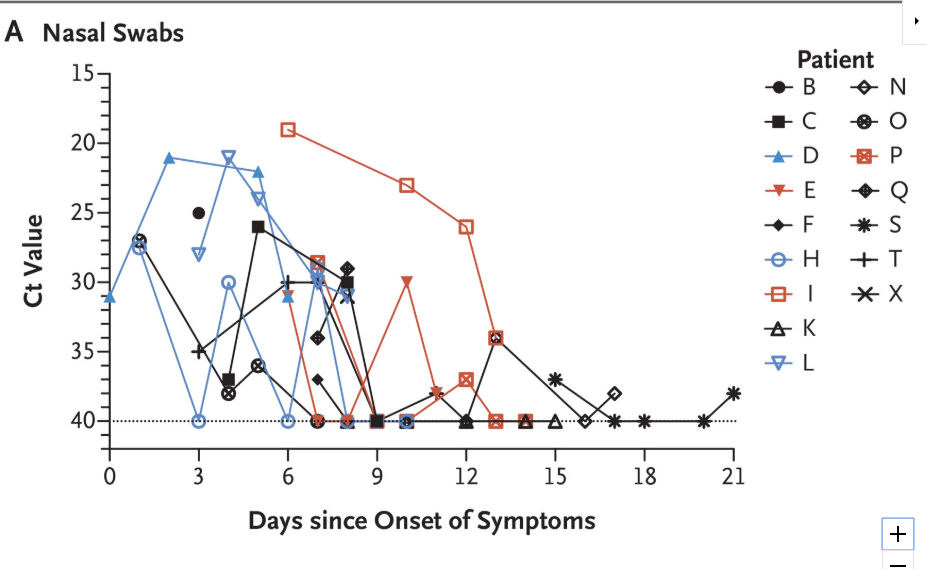 A Nasal Swabs
Patient
B N
C O
D P
E Q
F S
H T
I X
K
L
Ct Value
15
20
25
30
35
40
0 3 6 9 12 15 18 21
Days since Onset of Symptoms